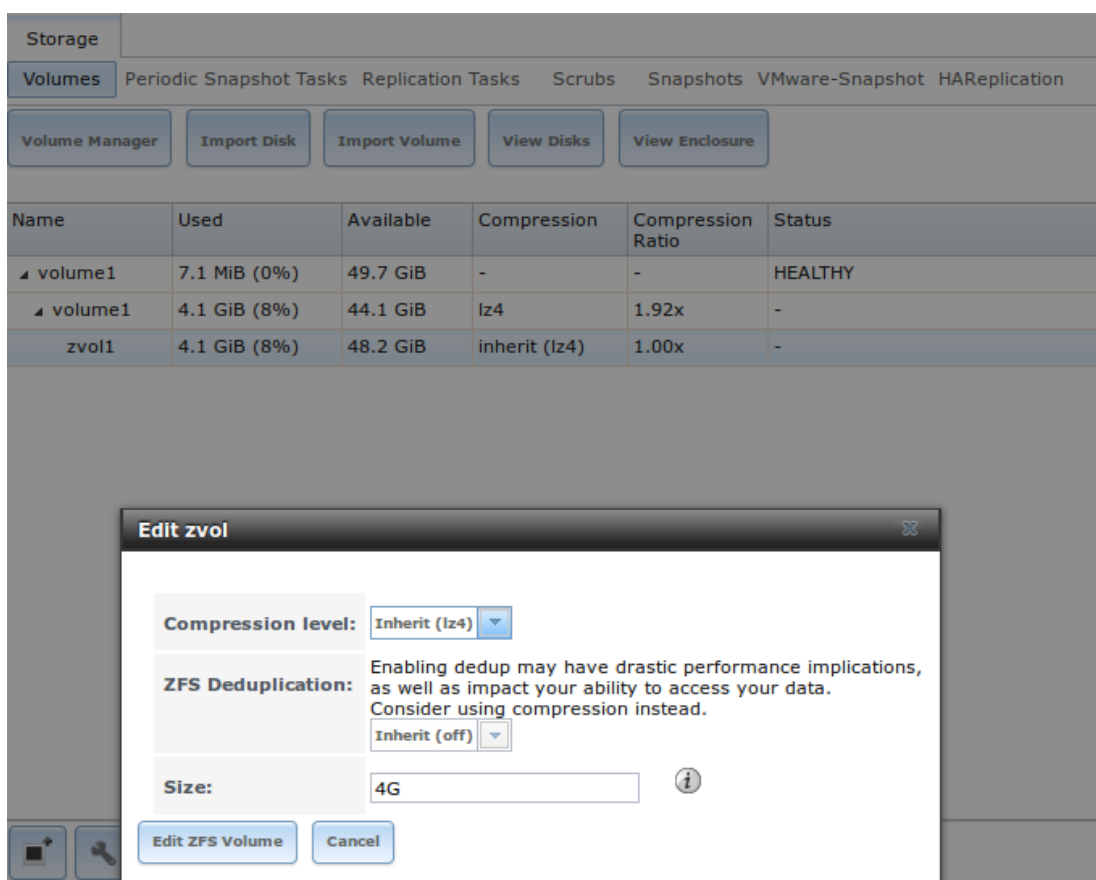 Storage
Volumes Periodic Snapshot Tasks Replication Tasks Scrubs Snapshots VMware-Snapshot HAReplication
Volume Manager Import Disk Import Volume View Disks View Enclosure
Name Used Available Compression Compression Ratio Status
volume1 7.1 MiB (0%) 49.7 GiB - - HEALTHY
volume1 4.1 GiB (8%) 44.1 GiB lz4 1.92x -
zvol1 4.1 GiB (8%) 48.2 GiB inherit (lz4) 1.00x -
Edit zvol
Compression level: Inherit (lz4)
ZFS Deduplication: Enabling dedup may have drastic performance implications,
as well as impact your ability to access your data.
Consider using compression instead.
Inherit (off)
Size: 4G
Edit ZFS Volume Cancel